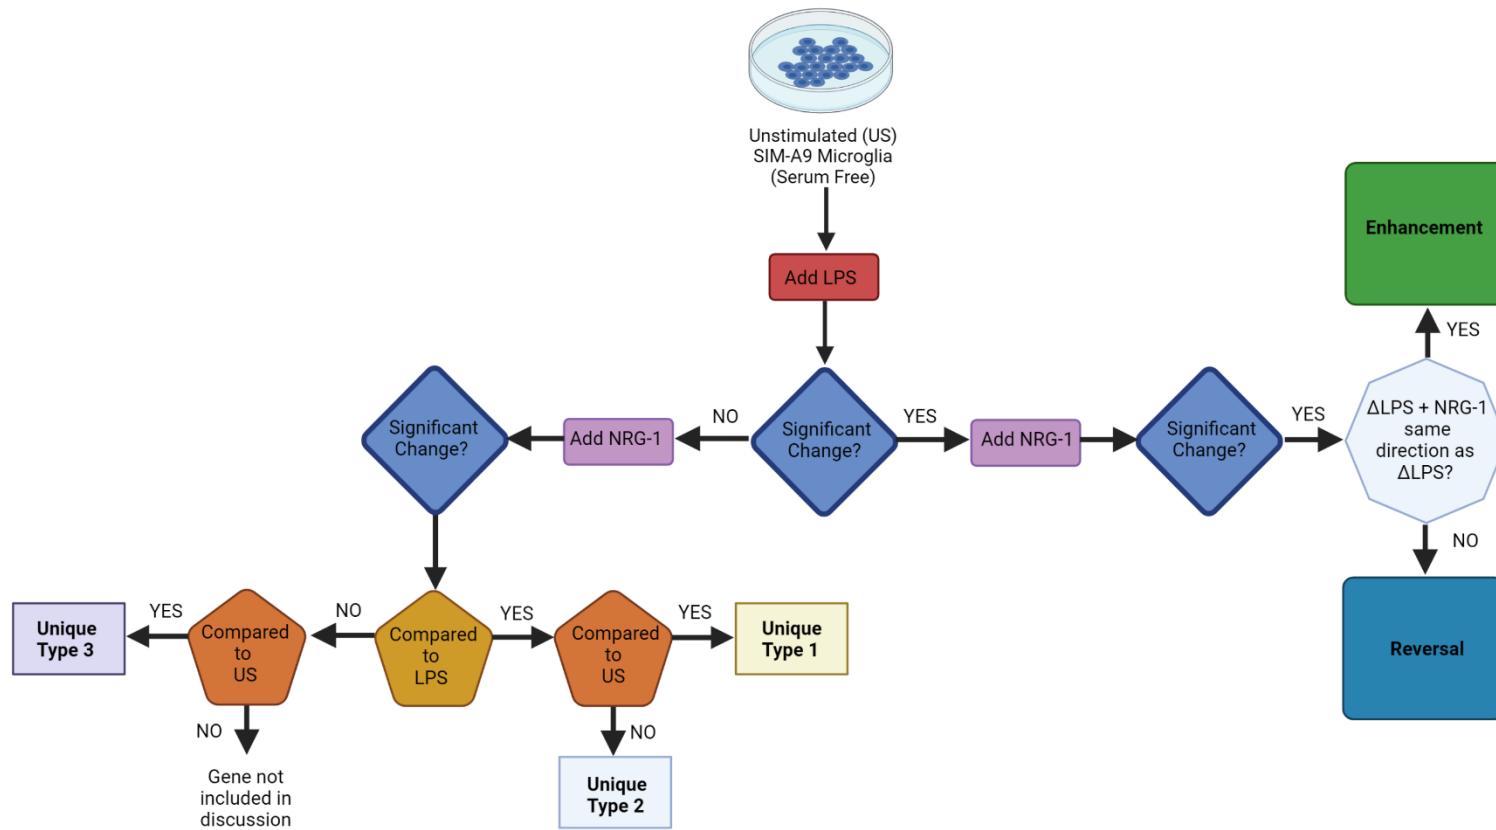 Unstimulated (US)
SIM-A9 Microglia
(Serum Free)
Add LPS
Enhancement
YES
Significant
Change?
Add NRG-1
NO
Significant
Change?
YES
Add NRG-1
Significant
Change?
YES
ΔLPS + NRG-1
same
direction as
ΔLPS?
NO
Reversal
Unique
Type 3
YES
Compared
to
US
NO
Compared
to
LPS
YES
Compared
to
US
YES
Unique
Type 1
NO
Gene not
included in
discussion
NO
Unique
Type 2